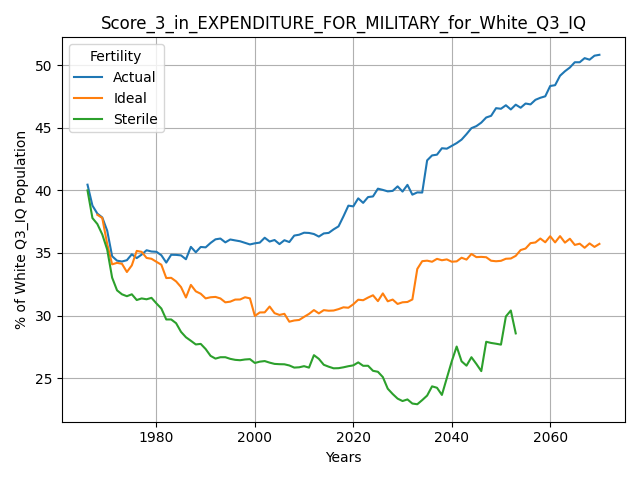 Score_3_in_EXPENDITURE_FOR_MILITARY_for_White_Q3_IQ
Fertility
Actual
Ideal
Sterile
% of White Q3_IQ Population
50
45
40
35
30
25
1980
2000
2020
2040
2060
Years